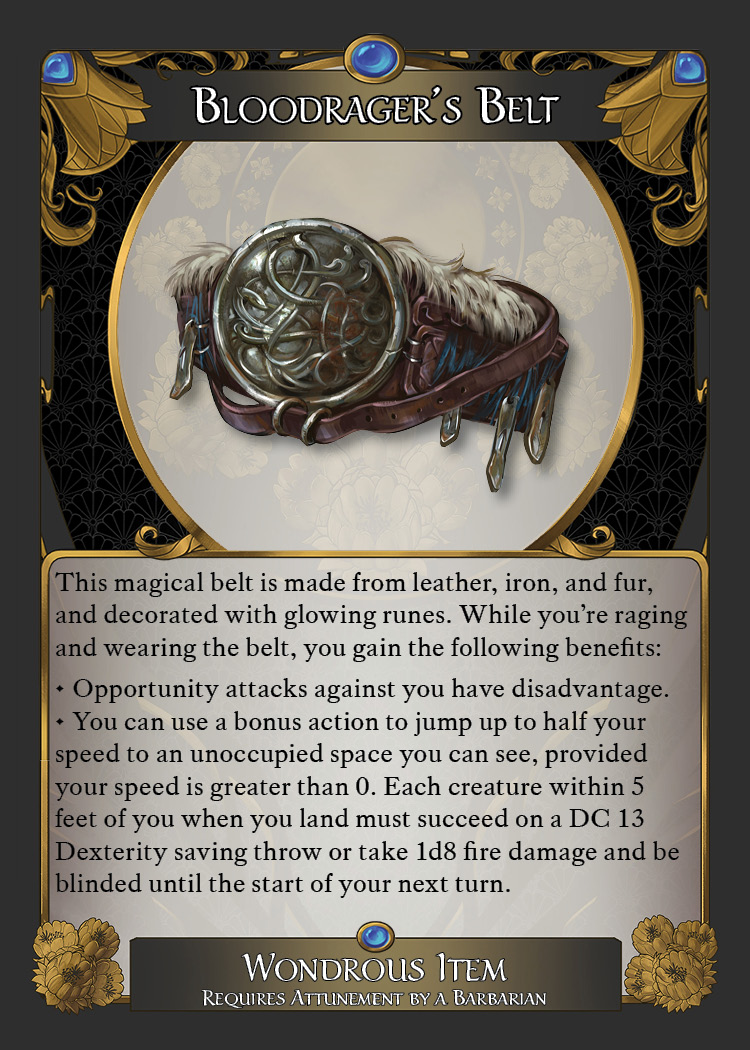 Bloodrager's Belt
This magical belt is made from leather, iron, and fur,
and decorated with glowing runes. While you're raging
and wearing the belt, you gain the following benefits:
• Opportunity attacks against you have disadvantage.
• You can use a bonus action to jump up to half your
speed to an unoccupied space you can see, provided
your speed is greater than 0. Each creature within 5
feet of you when you land must succeed on a DC 13
Dexterity saving throw or take 1d8 fire damage and be
blinded until the start of your next turn.
Wondrous Item
Requires Attunement by a Barbarian